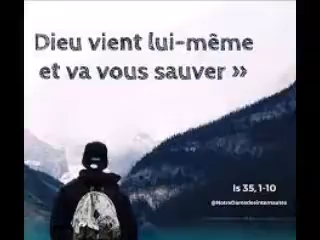 Dieu vient lui-même
et va vous sauver »
Is 35, 1-10